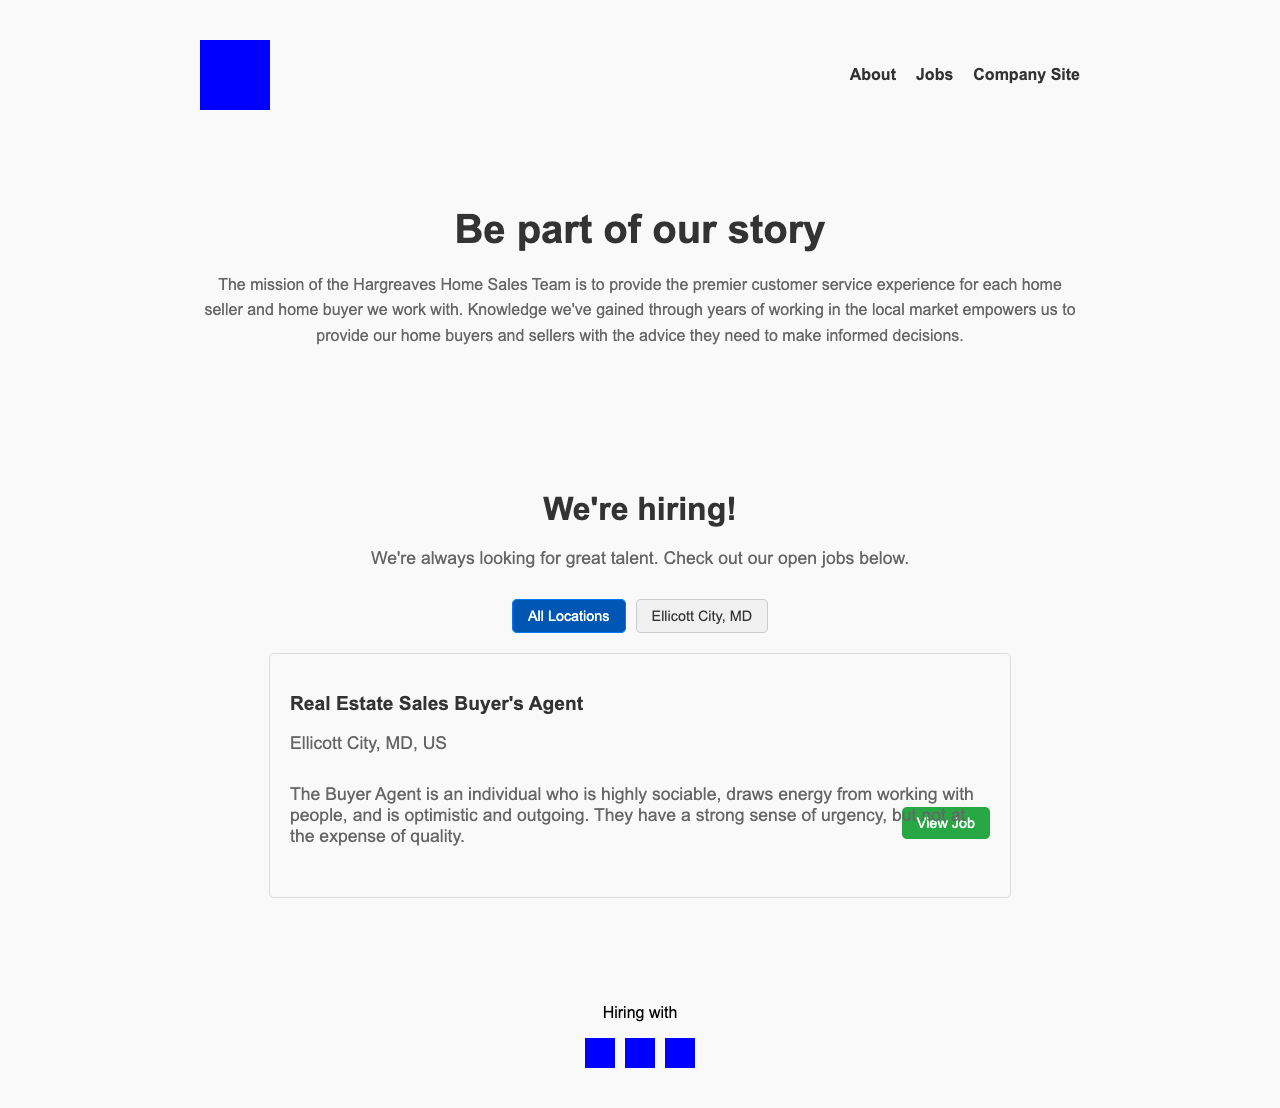 About Jobs Company Site
Be part of our story
The mission of the Hargreaves Home Sales Team is to provide the premier customer service experience for each home
seller and home buyer we work with. Knowledge we've gained through years of working in the local market empowers us to
provide our home buyers and sellers with the advice they need to make informed decisions.
We're hiring!
We're always looking for great talent. Check out our open jobs below.
All Locations Ellicott City, MD
Real Estate Sales Buyer's Agent
Ellicott City, MD, US
The Buyer Agent is an individual who is highly sociable, draws energy from working with
people, and is optimistic and outgoing. They have a strong sense of urgency, but not at
the expense of quality.
View Job
Hiring with